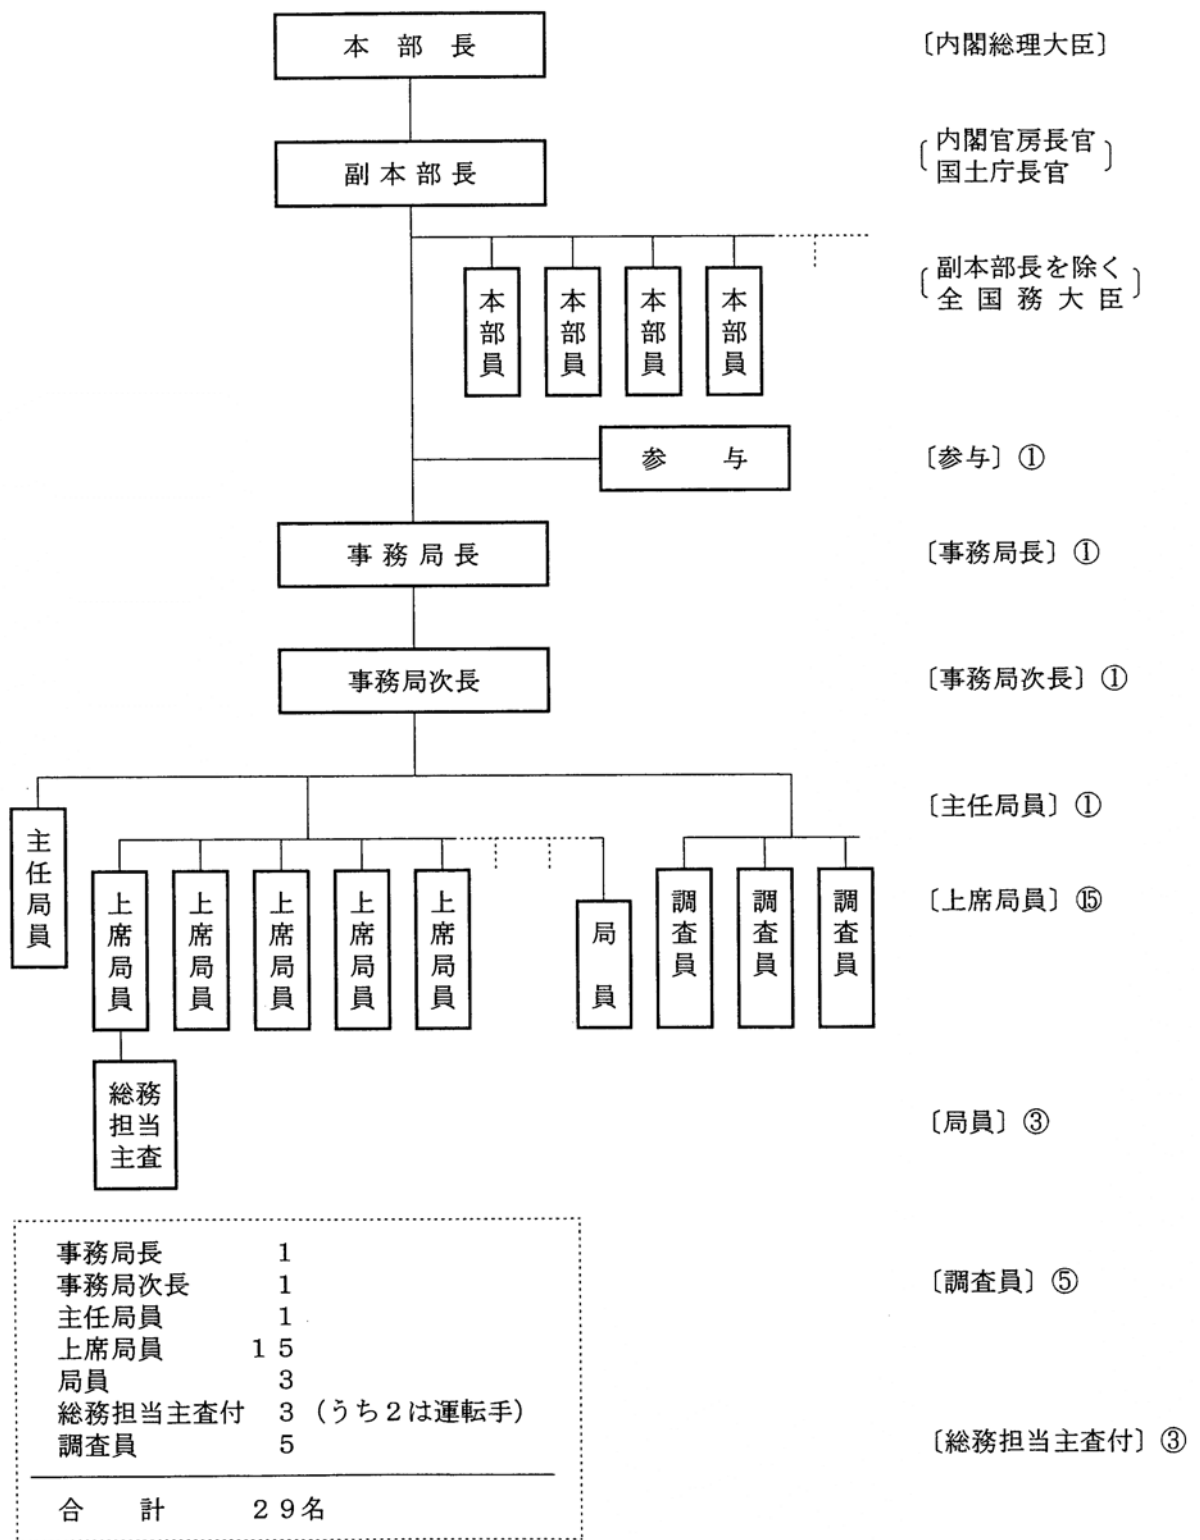 本部長
〔内閣総理大臣〕
副本部長
〔内閣官房長官
国土庁長官〕
本部員
本部員
本部員
本部員
〔副本部長を除く
全国務大臣〕
参与
〔参与〕①
事務局長
〔事務局長〕①
事務局次長
〔事務局次長〕①
主任局員
〔主任局員〕①
上席局員
上席局員
上席局員
上席局員
上席局員
局員
調査員
調査員
調査員
〔上席局員〕⑮
総務
担当
主査
〔局員〕③
〔調査員〕⑤
〔総務担当主査付〕③
事務局長 1
事務局次長 1
主任局員 1
上席局員 15
局員 3
総務担当主査付 3 (うち2は運転手)
調査員 5
合計 29名